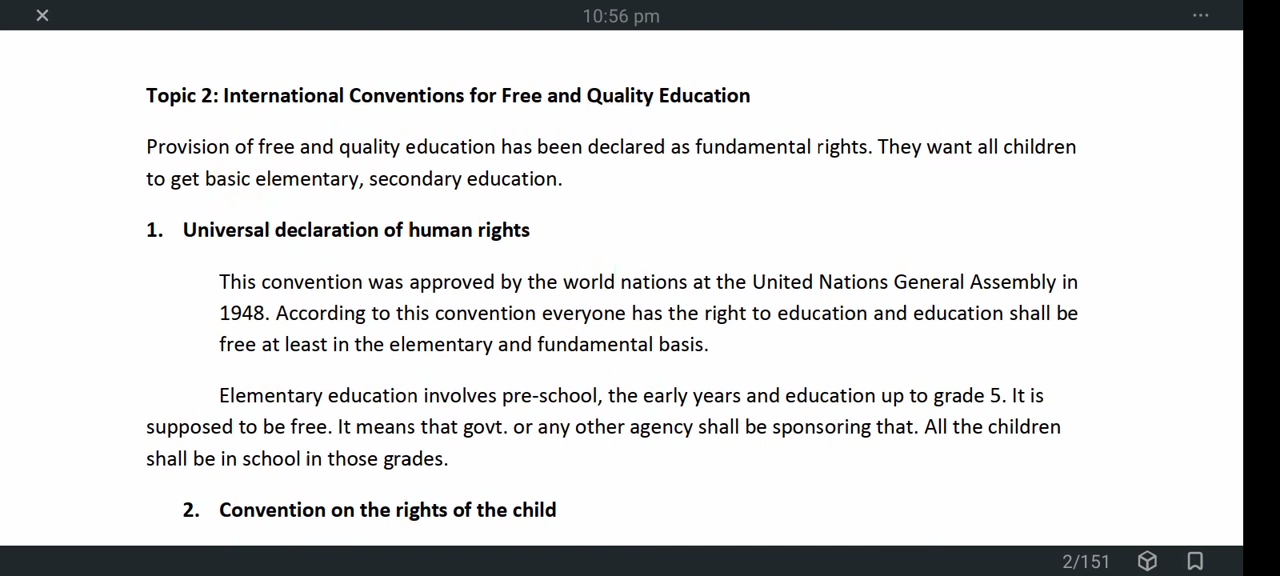 10:56 pm
Topic 2: International Conventions for Free and Quality Education
Provision of free and quality education has been declared as fundamental rights. They want all children
to get basic elementary, secondary education.
1. Universal declaration of human rights
This convention was approved by the world nations at the United Nations General Assembly in
1948. According to this convention everyone has the right to education and education shall be
free at least in the elementary and fundamental basis.
Elementary education involves pre-school, the early years and education up to grade 5. It is
supposed to be free. It means that govt. or any other agency shall be sponsoring that. All the children
shall be in school in those grades.
2. Convention on the rights of the child
2/151